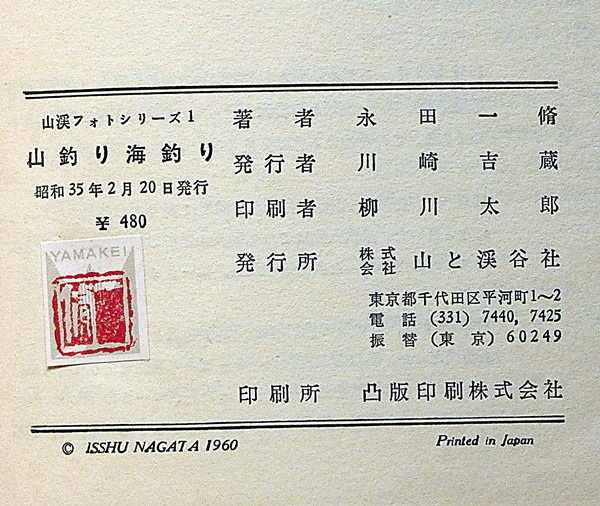 山渓フォトシリーズ1
山釣り海釣り
昭和35年2月20日発行
￥480
YAMAKEI
著者 永田一脩
発行者 川崎吉蔵
印刷者 柳川太郎
発行所 株式会社 山と渓谷社
東京都千代田区平河町1〜2
電話 (331) 7440, 7425
振替 (東京) 60249
印刷所 凸版印刷株式会社
© ISSHU NAGATA 1960
Printed in Japan